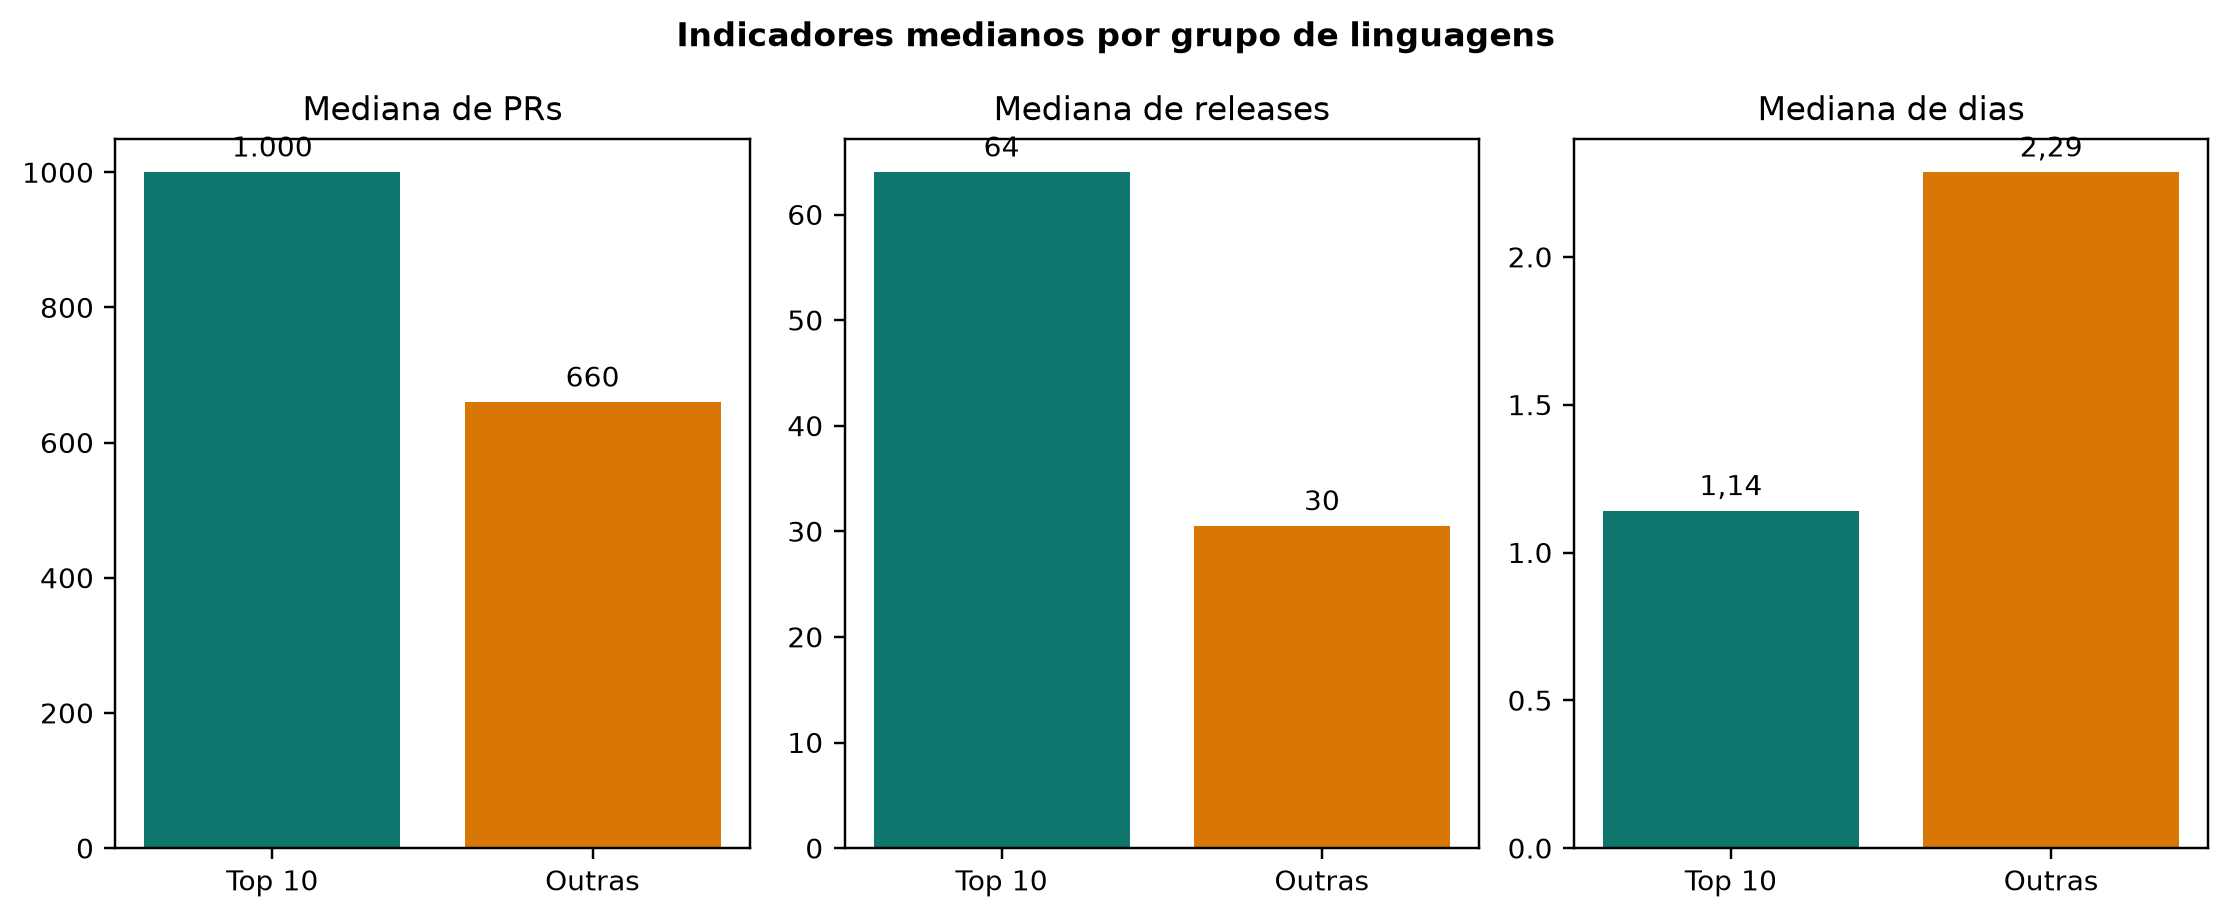 Indicadores medianos por grupo de linguagens
Mediana de PRs
1.000
660
1000
800
600
400
200
0
Top 10
Outras
Mediana de releases
64
30
60
50
40
30
20
10
0
Top 10
Outras
Mediana de dias
2,29
1,14
2.0
1.5
1.0
0.5
0.0
Top 10
Outras